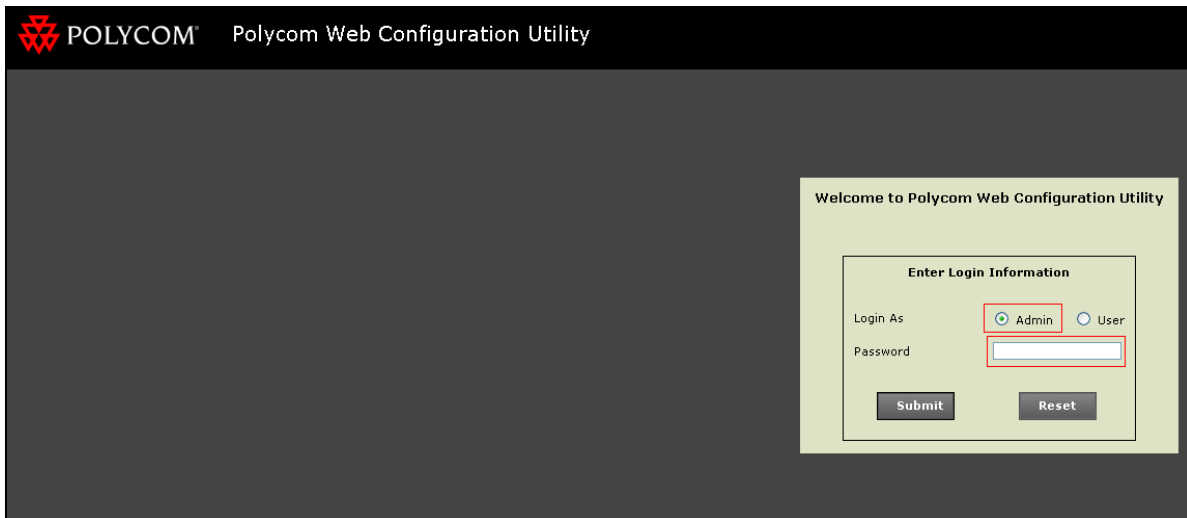 POLYCOM Polycom Web Configuration Utility
Welcome to Polycom Web Configuration Utility
Enter Login Information
Login As Admin User
Password
Submit Reset